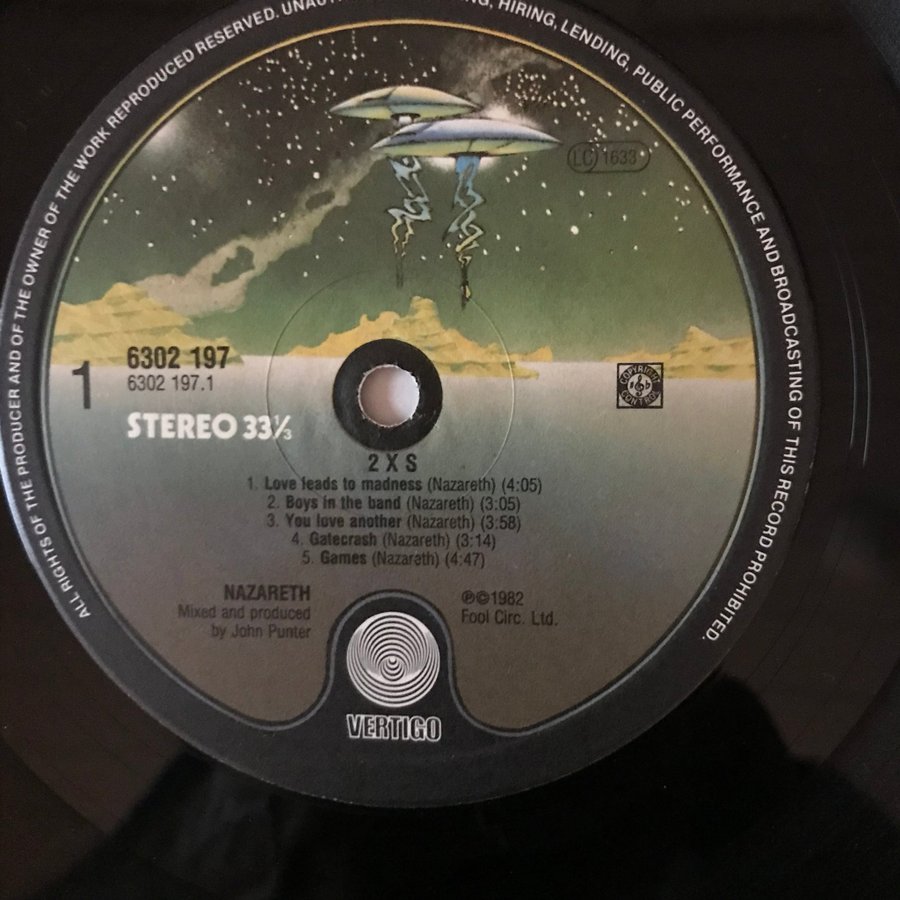 ALL RIGHTS OF THE PRODUCER AND OF THE OWNER OF THE WORK REPRODUCED RESERVED. HIRING, LENDING, PUBLIC PERFORMANCE AND BROADCASTING OF THIS RECORD PROHIBITED.
LC 1633
1
6302 197
6302 197.1
COPYRIGHT
CONTROL
STEREO 33⅓
2 X S
1. Love leads to madness (Nazareth) (4:05)
2. Boys in the band (Nazareth) (3:05)
3. You love another (Nazareth) (3:58)
4. Gatecrash (Nazareth) (3:14)
5. Games (Nazareth) (4:47)
NAZARETH
Mixed and produced
by John Punter
℗©1982
Fool Circ. Ltd.
VERTIGO